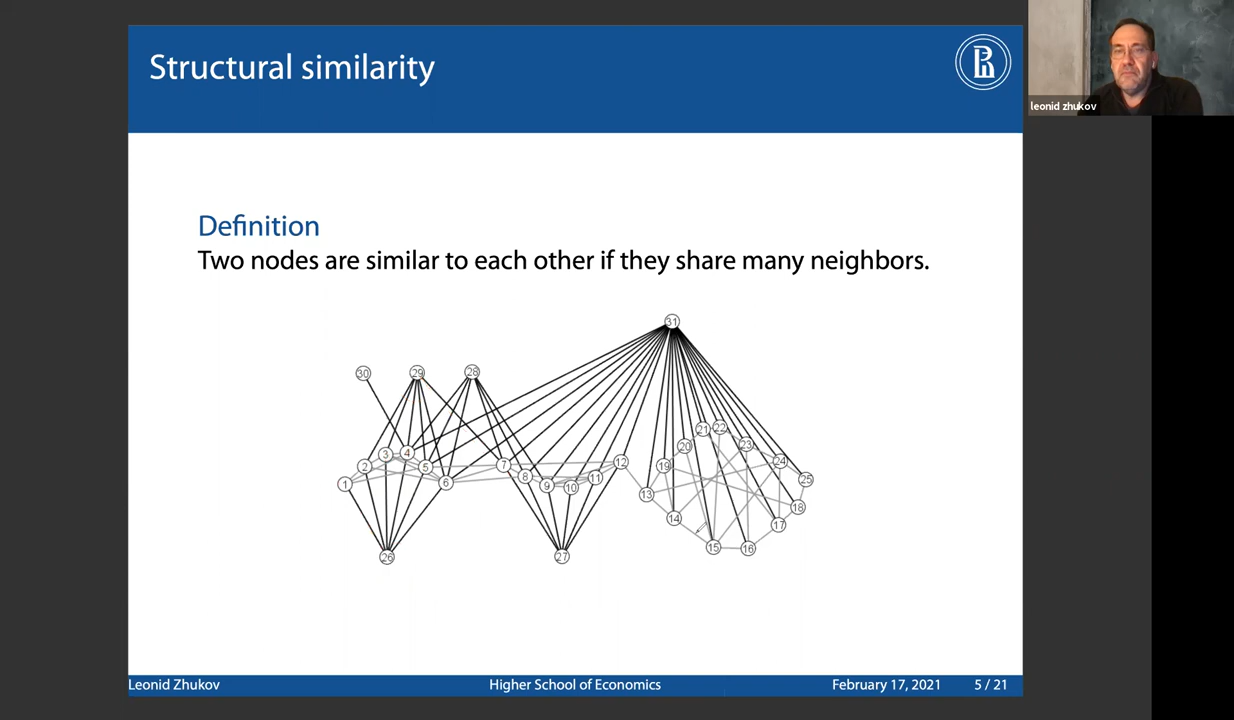 Structural similarity
leonid zhukov
Definition
Two nodes are similar to each other if they share many neighbors.
31
30 29 28
21 22
3 4 20 23
2 5 7 12 19 24
1 6 8 9 10 11 25
13 18
14 17
15 16
26 27
Leonid Zhukov Higher School of Economics February 17, 2021 5 / 21